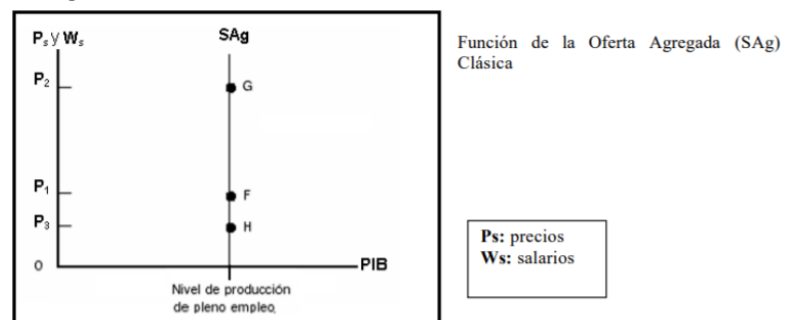 Pₛ y Wₛ
SAg
P₂
G
P₁
F
P₃
H
0
PIB
Nivel de producción
de pleno empleo
Función de la Oferta Agregada (SAg)
Clásica
Ps: precios
Ws: salarios